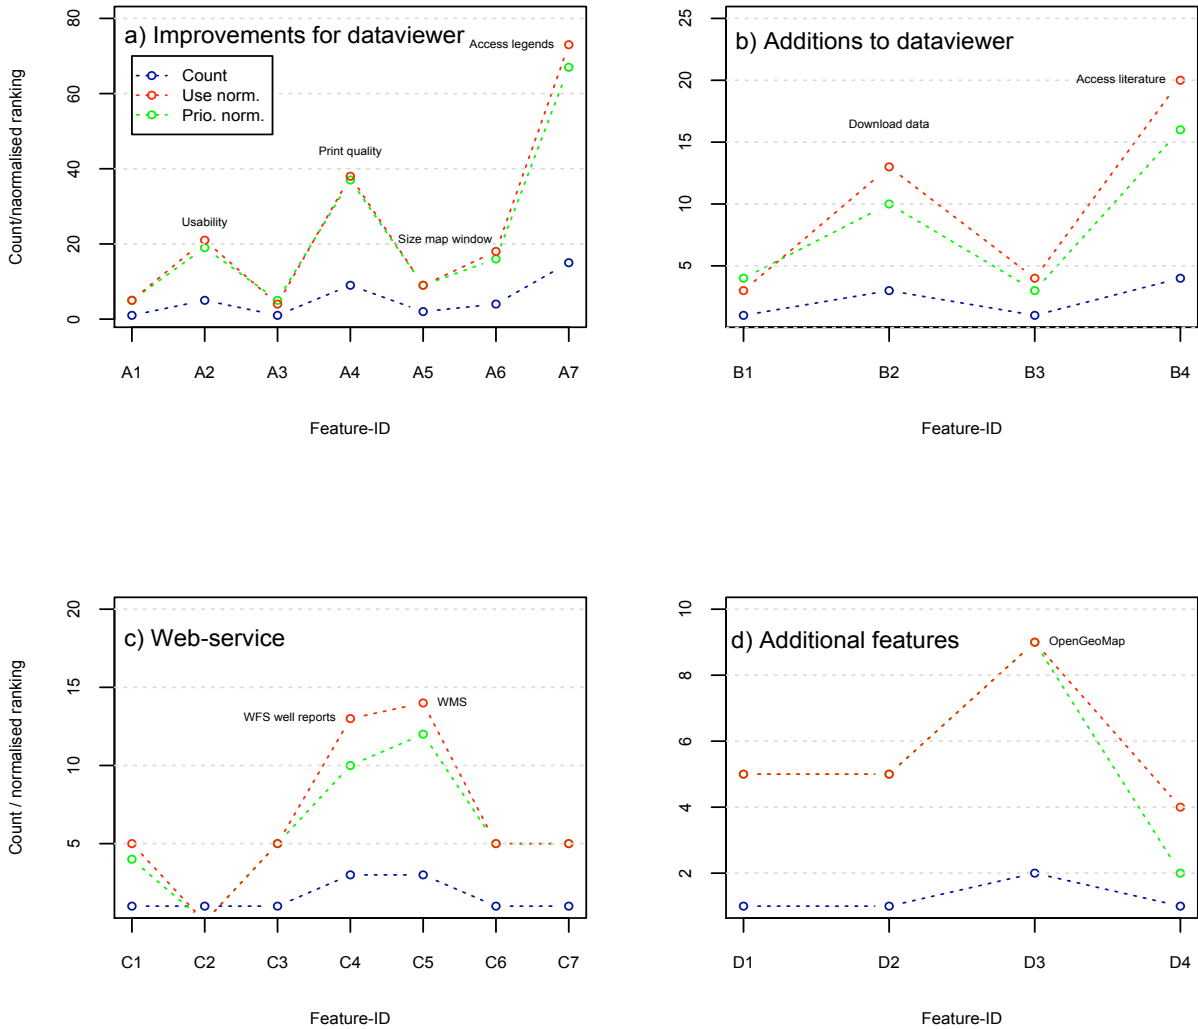 a) Improvements for dataviewer
Count
Use norm.
Prio. norm.
Usability
Print quality
Size map window
Access legends
Count/naormalised ranking
0
20
40
60
80
A1 A2 A3 A4 A5 A6 A7
Feature-ID
b) Additions to dataviewer
Download data
Access literature
5
10
15
20
25
B1 B2 B3 B4
Feature-ID
c) Web-service
WFS well reports
WMS
Count / normalised ranking
5
10
15
20
C1 C2 C3 C4 C5 C6 C7
Feature-ID
d) Additional features
OpenGeoMap
2
4
6
8
10
D1 D2 D3 D4
Feature-ID